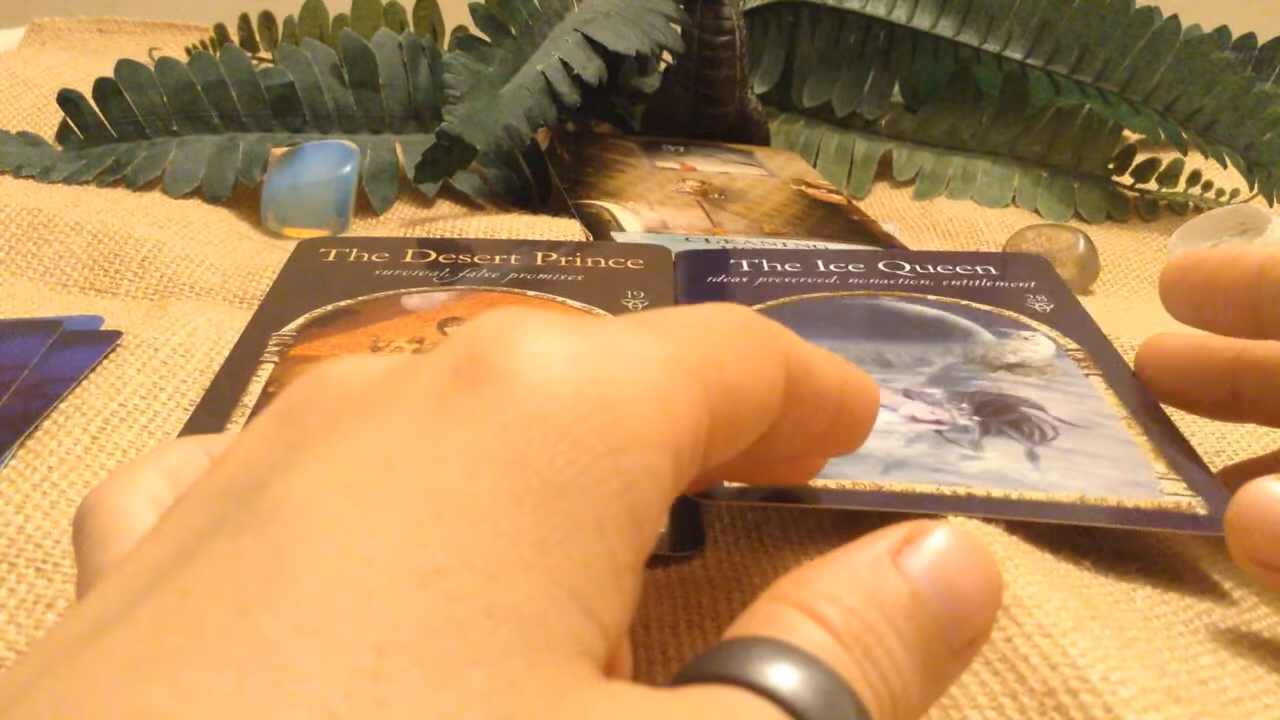 CLEANING
The Desert Prince
survival, false promises
19
The Ice Queen
ideas preserved, nonaction, entitlement
28